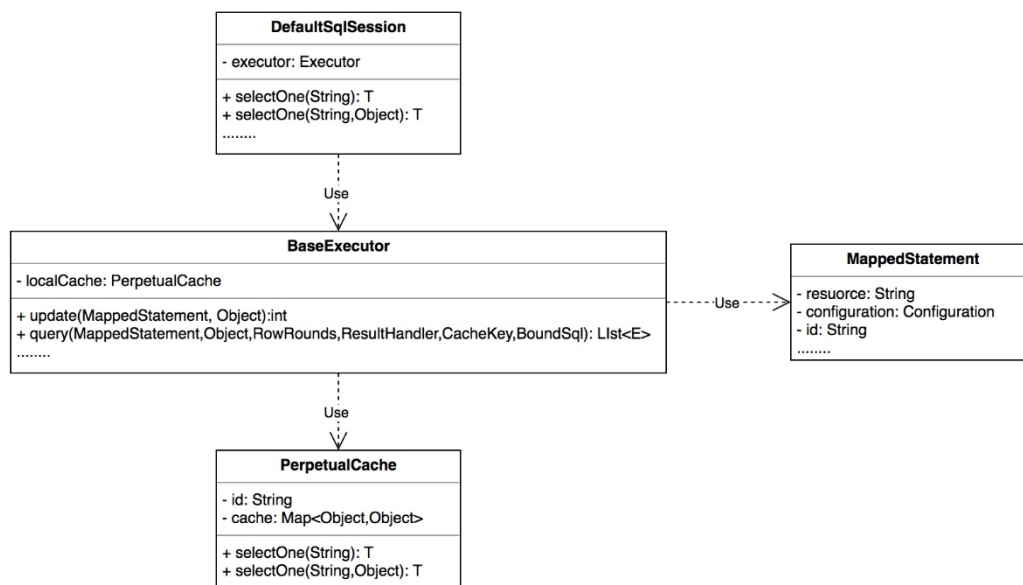 DefaultSqlSession
- executor: Executor
+ selectOne(String): T
+ selectOne(String,Object): T
........
Use
BaseExecutor
- localCache: PerpetualCache
+ update(MappedStatement, Object):int
+ query(MappedStatement,Object,RowRounds,ResultHandler,CacheKey,BoundSql): LIst<E>
........
Use
MappedStatement
- resuorce: String
- configuration: Configuration
- id: String
........
Use
PerpetualCache
- id: String
- cache: Map<Object,Object>
+ selectOne(String): T
+ selectOne(String,Object): T